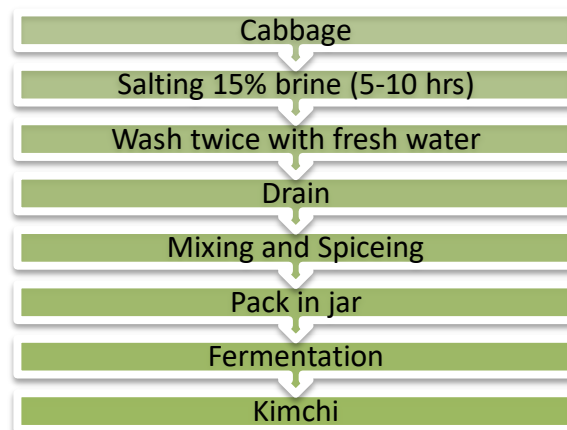 Cabbage
Salting 15% brine (5-10 hrs)
Wash twice with fresh water
Drain
Mixing and Spiceing
Pack in jar
Fermentation
Kimchi